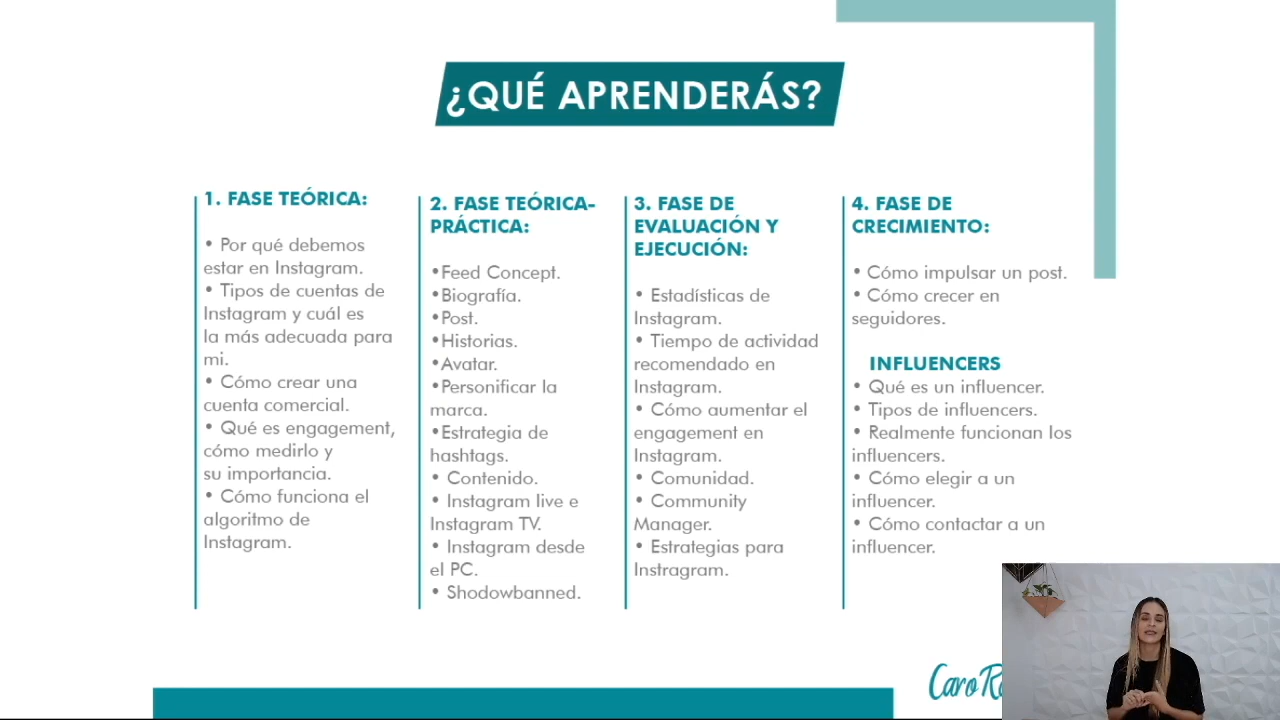 ¿QUÉ APRENDERÁS?
1. FASE TEÓRICA:
• Por qué debemos
estar en Instagram.
• Tipos de cuentas de
Instagram y cuál es
la más adecuada para
mi.
• Cómo crear una
cuenta comercial.
• Qué es engagement,
cómo medirlo y
su importancia.
• Cómo funciona el
algoritmo de
Instagram.
2. FASE TEÓRICA-
PRÁCTICA:
•Feed Concept.
•Biografía.
•Post.
•Historias.
•Avatar.
•Personificar la
marca.
•Estrategia de
hashtags.
• Contenido.
• Instagram live e
Instagram TV.
• Instagram desde
el PC.
• Shodowbanned.
3. FASE DE
EVALUACIÓN Y
EJECUCIÓN:
• Estadísticas de
Instagram.
• Tiempo de actividad
recomendado en
Instagram.
• Cómo aumentar el
engagement en
Instagram.
• Comunidad.
• Community
Manager.
• Estrategias para
Instragram.
4. FASE DE
CRECIMIENTO:
• Cómo impulsar un post.
• Cómo crecer en
seguidores.
INFLUENCERS
• Qué es un influencer.
• Tipos de influencers.
• Realmente funcionan los
influencers.
• Cómo elegir a un
influencer.
• Cómo contactar a un
influencer.
Caro